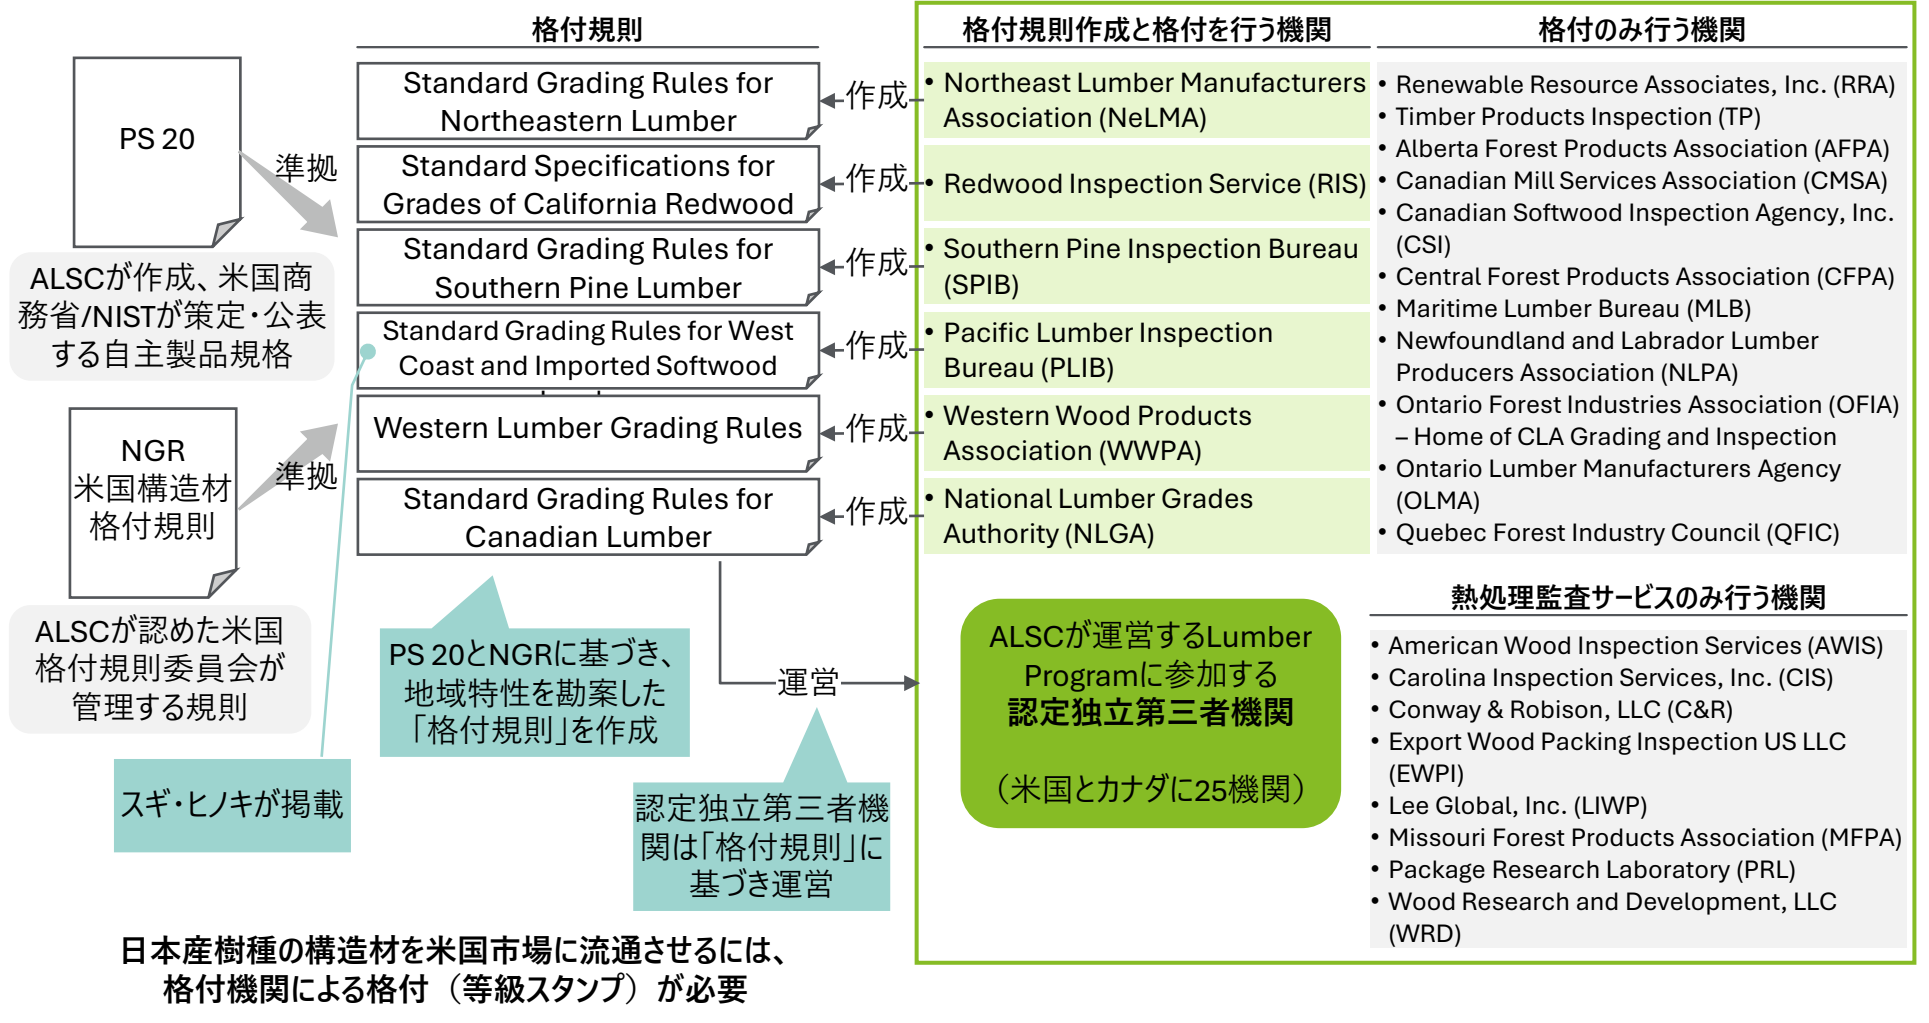 格付規則
格付規則作成と格付を行う機関
格付のみ行う機関
PS 20
準拠
ALSCが作成、米国商
務省/NISTが策定・公表
する自主製品規格
NGR
米国構造材
格付規則
準拠
ALSCが認めた米国
格付規則委員会が
管理する規則
Standard Grading Rules for
Northeastern Lumber
作成
• Northeast Lumber Manufacturers
Association (NeLMA)
Standard Specifications for
Grades of California Redwood
作成
• Redwood Inspection Service (RIS)
Standard Grading Rules for
Southern Pine Lumber
作成
• Southern Pine Inspection Bureau
(SPIB)
Standard Grading Rules for West
Coast and Imported Softwood
作成
• Pacific Lumber Inspection
Bureau (PLIB)
Western Lumber Grading Rules
作成
• Western Wood Products
Association (WWPA)
Standard Grading Rules for
Canadian Lumber
作成
• National Lumber Grades
Authority (NLGA)
• Renewable Resource Associates, Inc. (RRA)
• Timber Products Inspection (TP)
• Alberta Forest Products Association (AFPA)
• Canadian Mill Services Association (CMSA)
• Canadian Softwood Inspection Agency, Inc.
(CSI)
• Central Forest Products Association (CFPA)
• Maritime Lumber Bureau (MLB)
• Newfoundland and Labrador Lumber
Producers Association (NLPA)
• Ontario Forest Industries Association (OFIA)
– Home of CLA Grading and Inspection
• Ontario Lumber Manufacturers Agency
(OLMA)
• Quebec Forest Industry Council (QFIC)
スギ・ヒノキが掲載
PS 20とNGRに基づき、
地域特性を勘案した
「格付規則」を作成
運営
認定独立第三者機
関は「格付規則」に
基づき運営
ALSCが運営するLumber
Programに参加する
認定独立第三者機関
（米国とカナダに25機関）
熱処理監査サービスのみ行う機関
• American Wood Inspection Services (AWIS)
• Carolina Inspection Services, Inc. (CIS)
• Conway & Robison, LLC (C&R)
• Export Wood Packing Inspection US LLC
(EWPI)
• Lee Global, Inc. (LIWP)
• Missouri Forest Products Association (MFPA)
• Package Research Laboratory (PRL)
• Wood Research and Development, LLC
(WRD)
日本産樹種の構造材を米国市場に流通させるには、
格付機関による格付（等級スタンプ）が必要